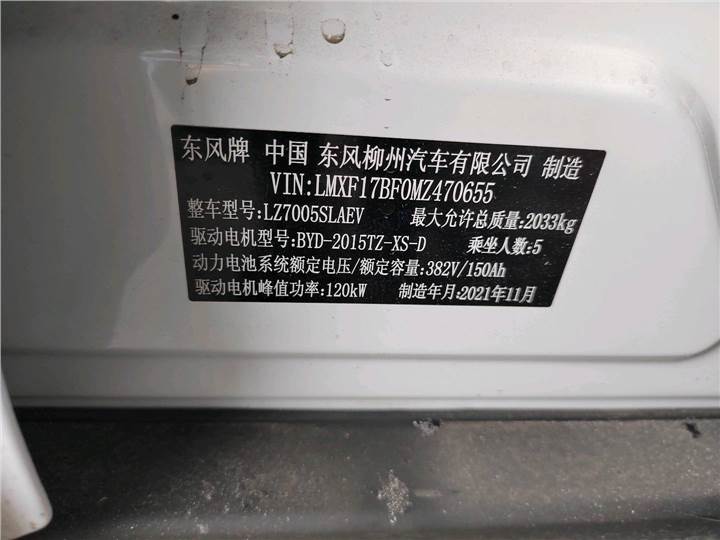 东风牌 中国 东风柳州汽车有限公司 制造
VIN:LMXF17BF0MZ470655
整车型号:LZ7005SLAEV 最大允许总质量:2033kg
驱动电机型号:BYD-2015TZ-XS-D 乘坐人数:5
动力电池系统额定电压/额定容量:382V/150Ah
驱动电机峰值功率:120kW 制造年月:2021年11月